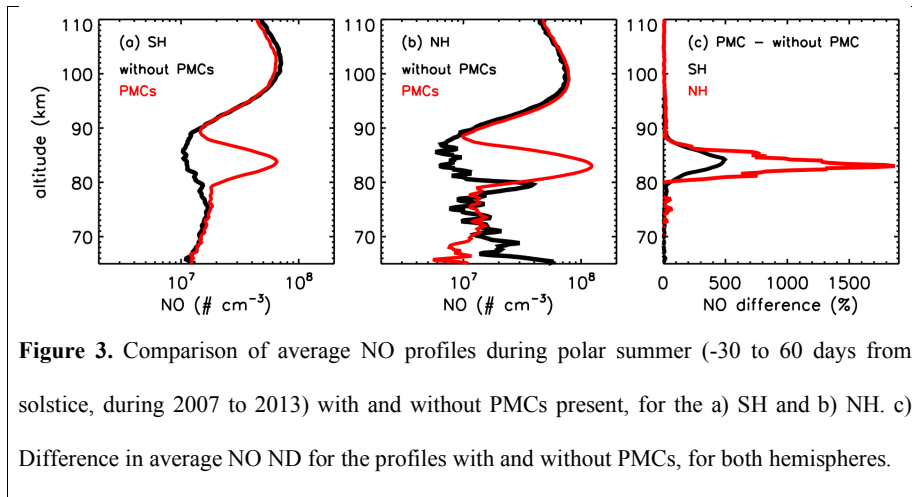 (a) SH
without PMCs
PMCs
110
100
90
80
70
altitude (km)
10⁷
10⁸
NO (# cm⁻³)
(b) NH
without PMCs
PMCs
110
100
90
80
70
10⁷
10⁸
NO (# cm⁻³)
(c) PMC − without PMC
SH
NH
110
100
90
80
70
0
500
1000
1500
NO difference (%)
Figure 3. Comparison of average NO profiles during polar summer (-30 to 60 days from
solstice, during 2007 to 2013) with and without PMCs present, for the a) SH and b) NH. c)
Difference in average NO ND for the profiles with and without PMCs, for both hemispheres.